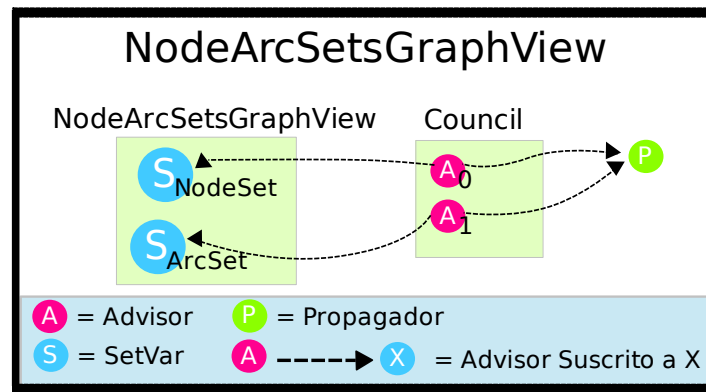 NodeArcSetsGraphView
NodeArcSetsGraphView Council
S NodeSet A 0 P
S ArcSet A 1
A = Advisor P = Propagador
S = SetVar A X = Advisor Suscrito a X